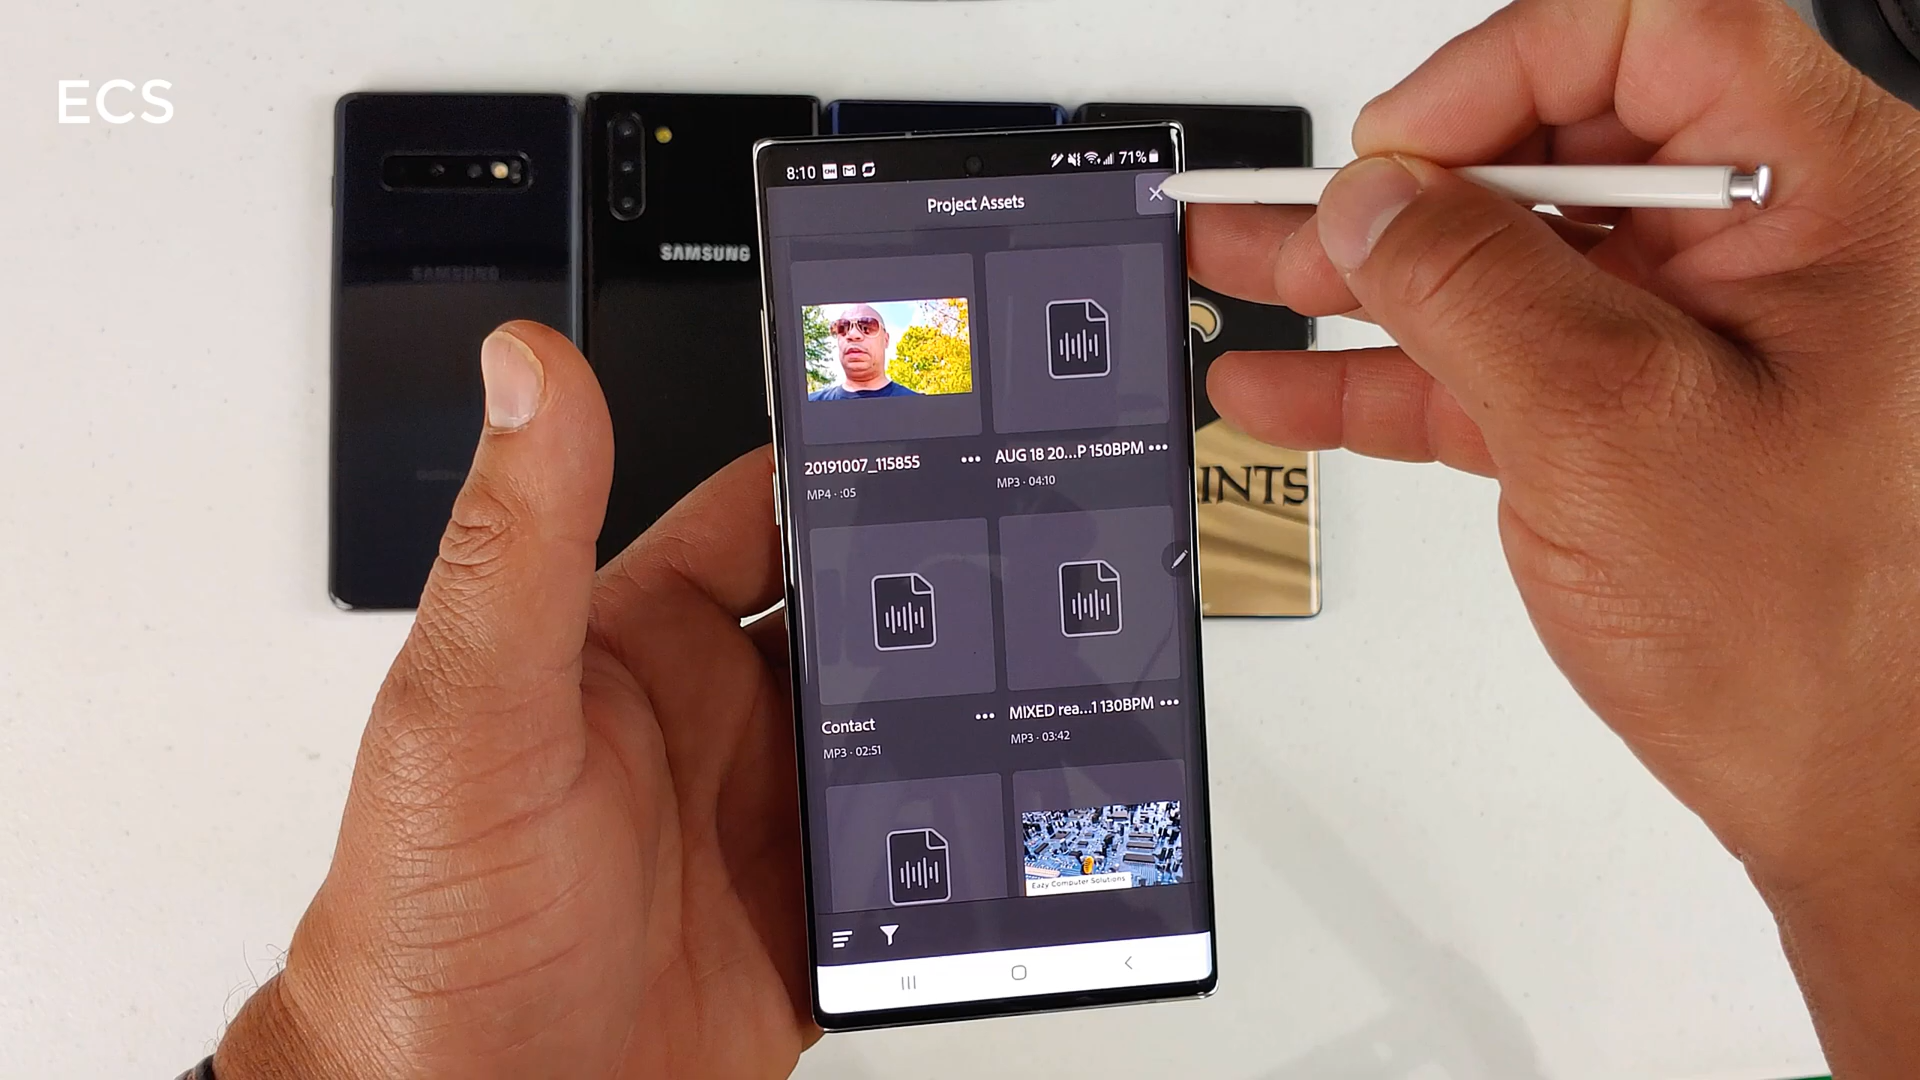 ECS
SAMSUNG
SAMSUNG
8:10
71%
Project Assets
20191007_115855
MP4 · :05
AUG 18 20...P 150BPM
MP3 · 04:10
INTS
Contact
MP3 · 02:51
MIXED rea...1 130BPM
MP3 · 03:42
Eazy Computer Solutions